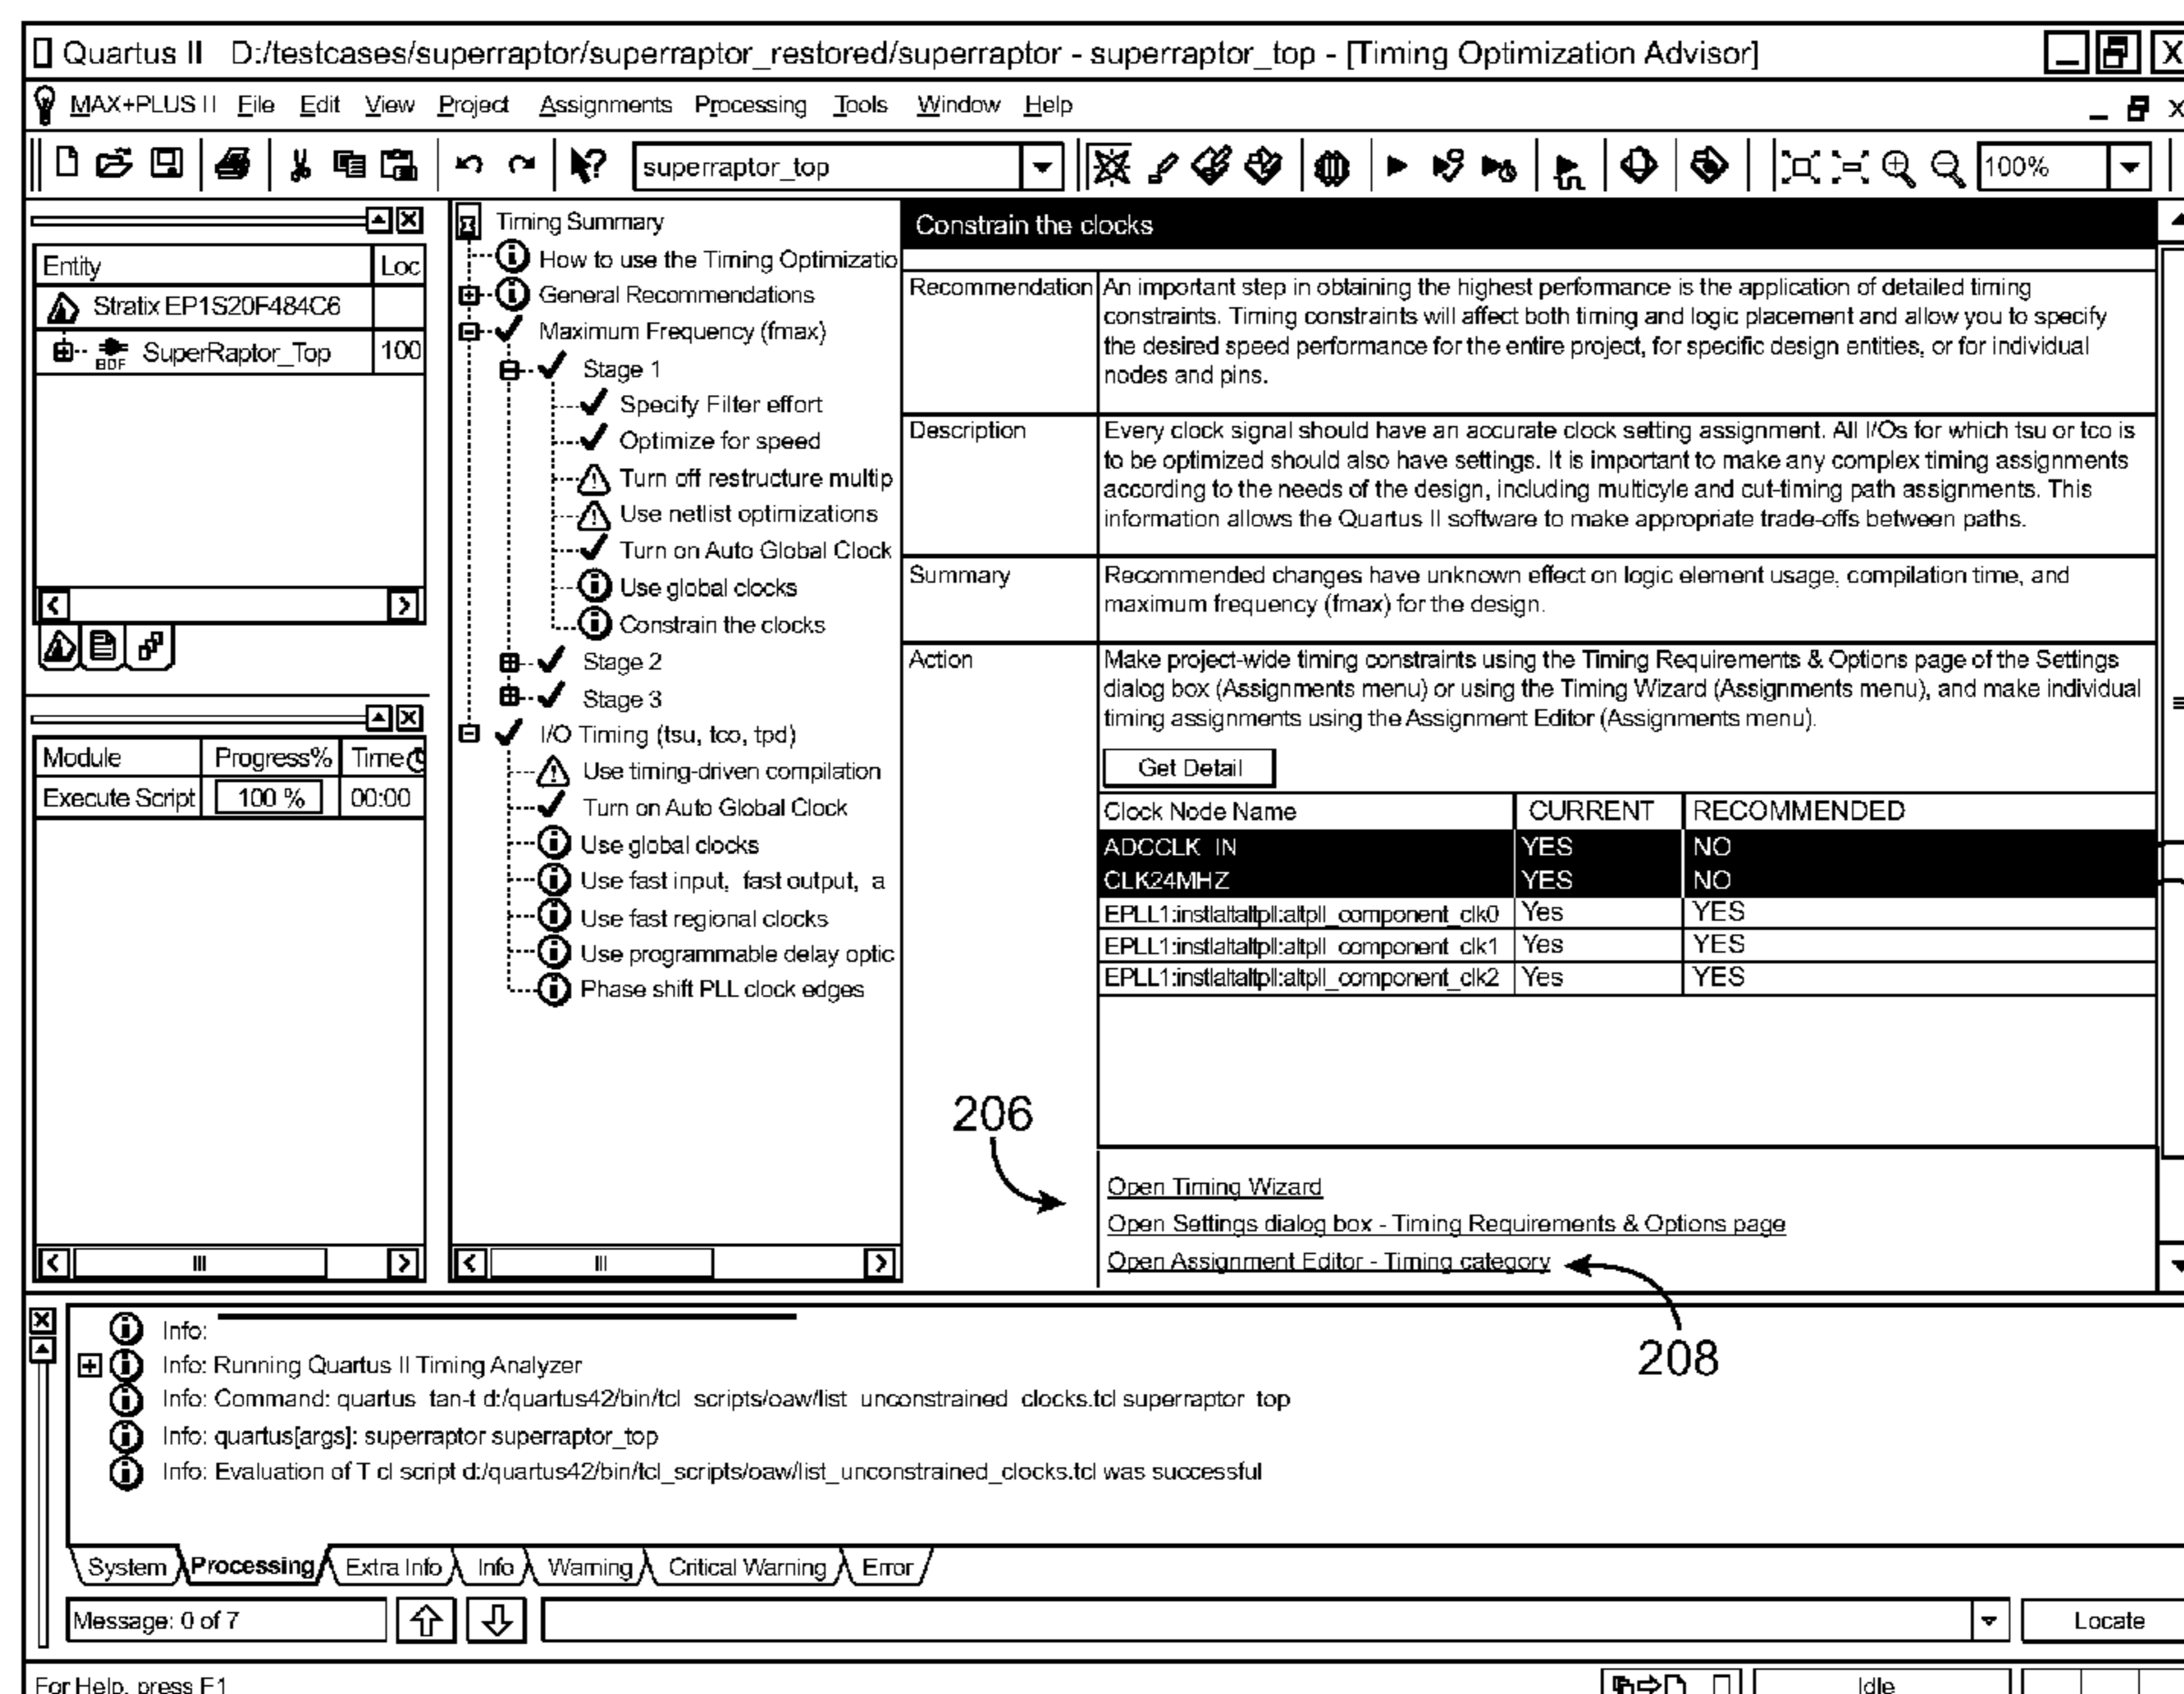 Quartus II D:/testcases/superraptor/superraptor_restored/superraptor - superraptor_top - [Timing Optimization Advisor]
MAX+PLUS II File Edit View Project Assignments Processing Tools Window Help
superraptor_top
100%
Entity Loc
Stratix EP1S20F484C6
BDF SuperRaptor_Top 100
Module Progress% Time
Execute Script 100 % 00:00
Timing Summary
How to use the Timing Optimizatio
General Recommendations
Maximum Frequency (fmax)
Stage 1
Specify Filter effort
Optimize for speed
Turn off restructure multip
Use netlist optimizations
Turn on Auto Global Clock
Use global clocks
Constrain the clocks
Stage 2
Stage 3
I/O Timing (tsu, tco, tpd)
Use timing-driven compilation
Turn on Auto Global Clock
Use global clocks
Use fast input, fast output, a
Use fast regional clocks
Use programmable delay optic
Phase shift PLL clock edges
Constrain the clocks
Recommendation
An important step in obtaining the highest performance is the application of detailed timing
constraints. Timing constraints will affect both timing and logic placement and allow you to specify
the desired speed performance for the entire project, for specific design entities, or for individual
nodes and pins.
Description
Every clock signal should have an accurate clock setting assignment. All I/Os for which tsu or tco is
to be optimized should also have settings. It is important to make any complex timing assignments
according to the needs of the design, including multicyle and cut-timing path assignments. This
information allows the Quartus II software to make appropriate trade-offs between paths.
Summary
Recommended changes have unknown effect on logic element usage, compilation time, and
maximum frequency (fmax) for the design.
Action
Make project-wide timing constraints using the Timing Requirements & Options page of the Settings
dialog box (Assignments menu) or using the Timing Wizard (Assignments menu), and make individual
timing assignments using the Assignment Editor (Assignments menu).
Get Detail
Clock Node Name CURRENT RECOMMENDED
ADCCLK_IN YES NO
CLK24MHZ YES NO
EPLL1:instlaltaltpll:altpll_component_clk0 Yes YES
EPLL1:instlaltaltpll:altpll_component_clk1 Yes YES
EPLL1:instlaltaltpll:altpll_component_clk2 Yes YES
206
Open Timing Wizard
Open Settings dialog box - Timing Requirements & Options page
Open Assignment Editor - Timing category
208
Info:
Info: Running Quartus II Timing Analyzer
Info: Command: quartus_tan-t d:/quartus42/bin/tcl_scripts/oaw/list_unconstrained_clocks.tcl superraptor_top
Info: quartus[args]: superraptor superraptor_top
Info: Evaluation of T cl script d:/quartus42/bin/tcl_scripts/oaw/list_unconstrained_clocks.tcl was successful
System Processing Extra Info Info Warning Critical Warning Error
Message: 0 of 7
Locate
For Help, press F1
Idle